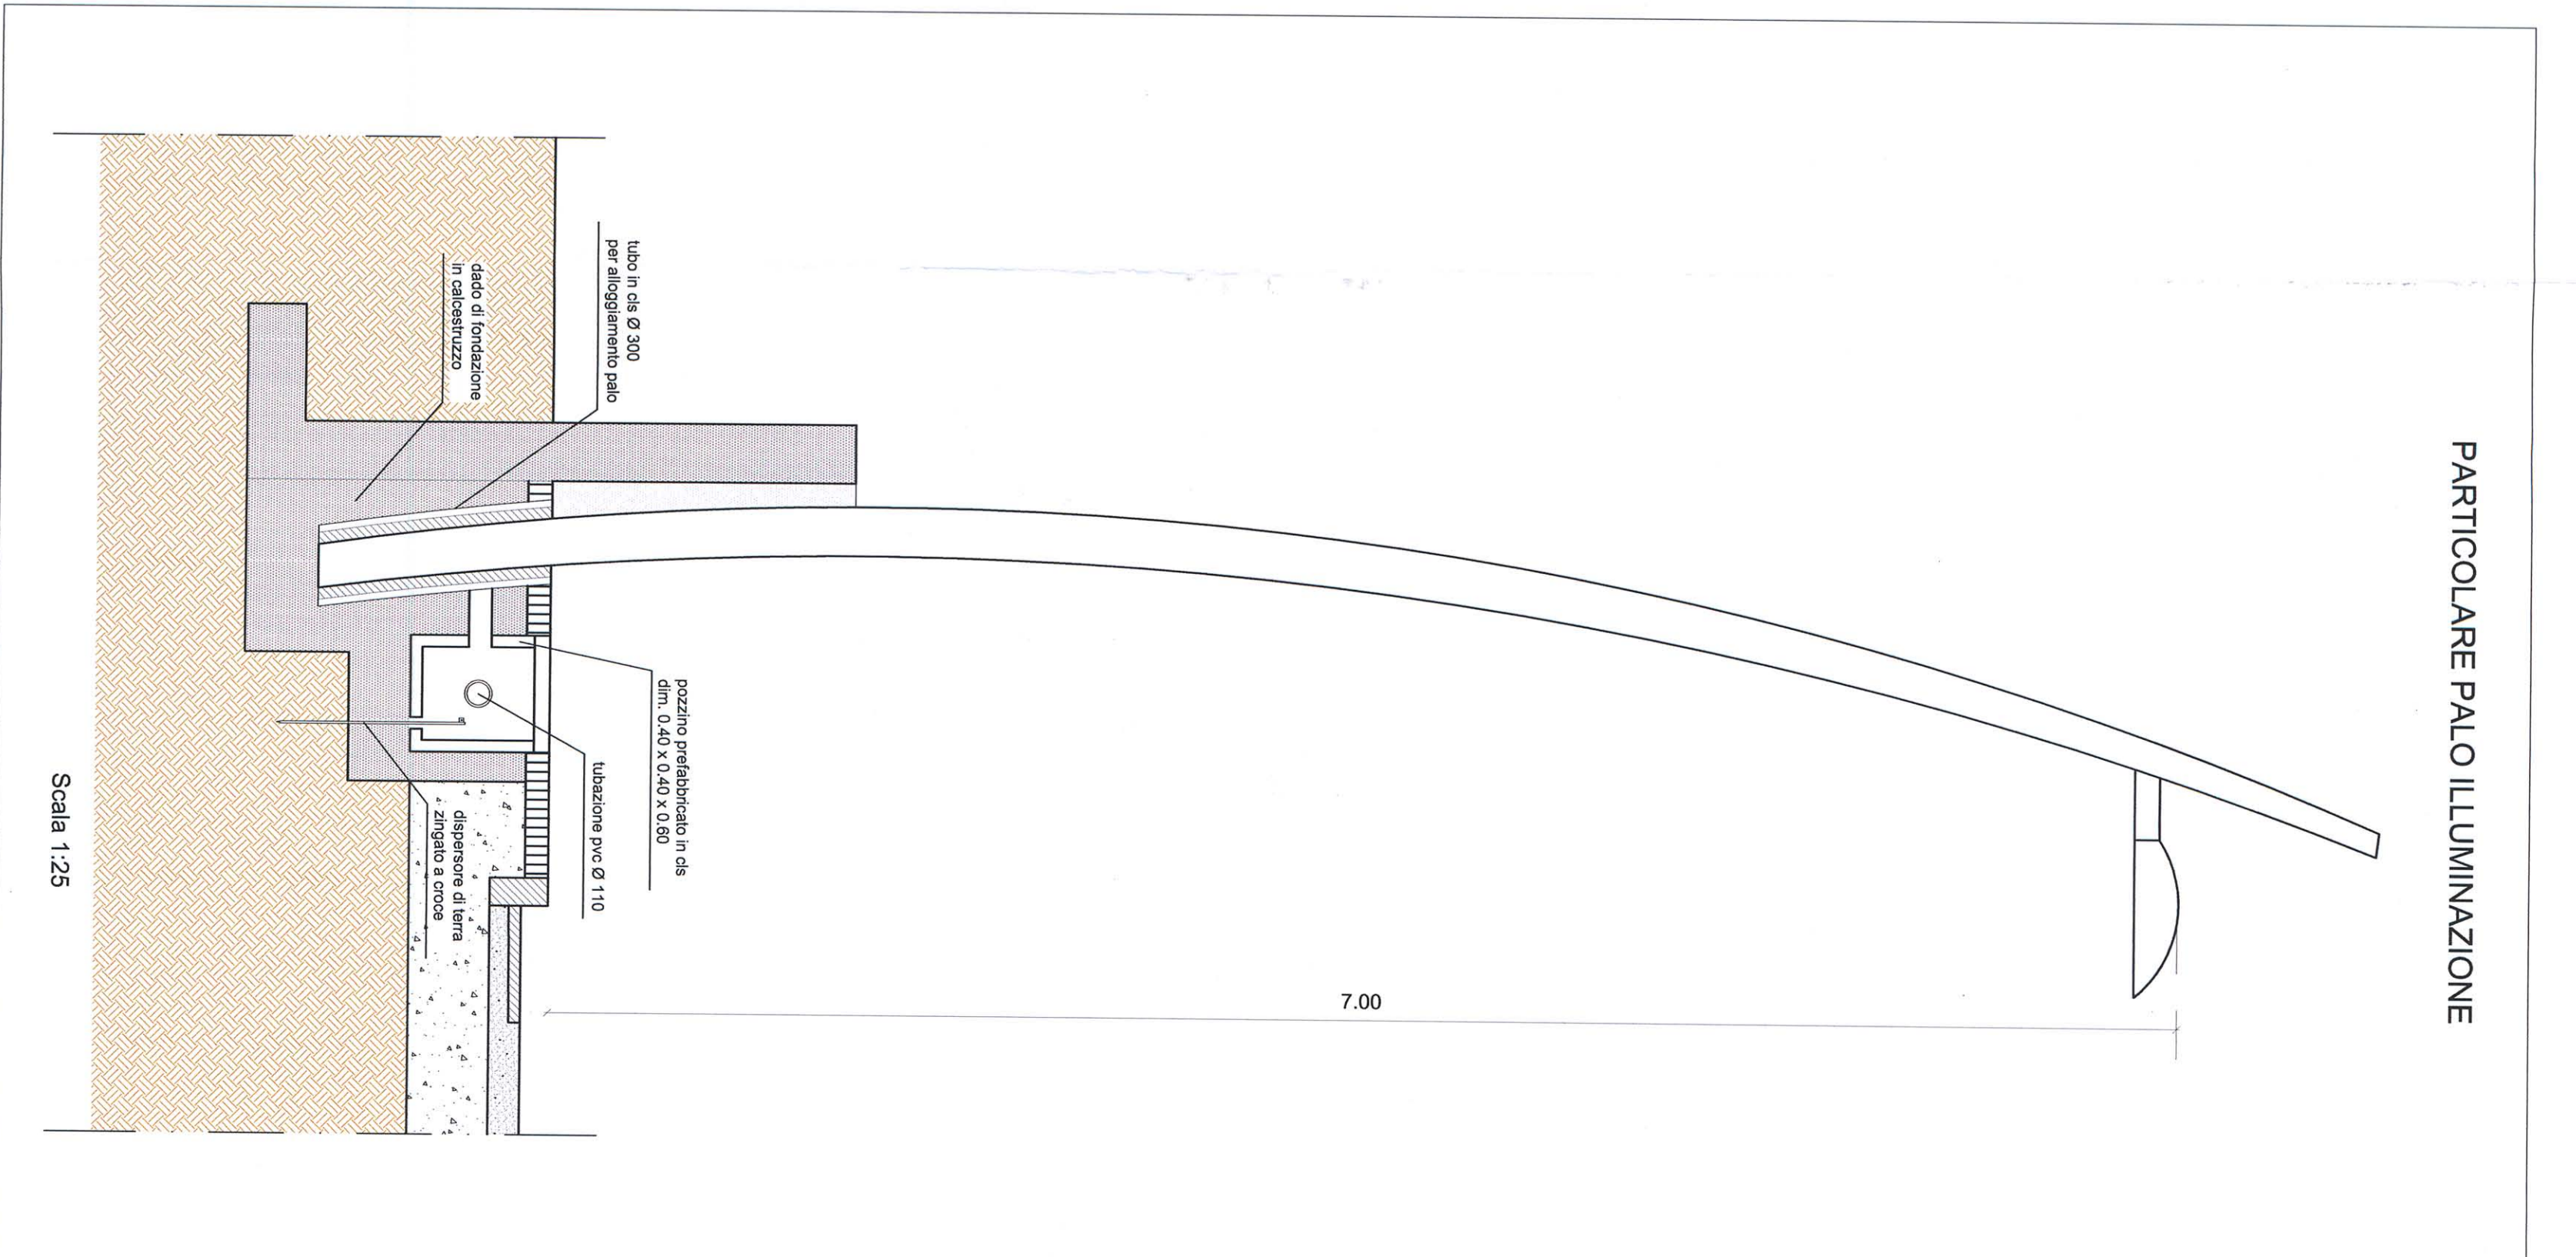 PARTICOLARE PALO ILLUMINAZIONE
7.00
pozzino prefabbricato in cls
dim. 0.40 x 0.40 x 0.60
tubo in cls Ø 300
per alloggiamento palo
tubazione pvc Ø 110
dado di fondazione
in calcestruzzo
dispersore di terra
zingato a croce
Scala 1:25